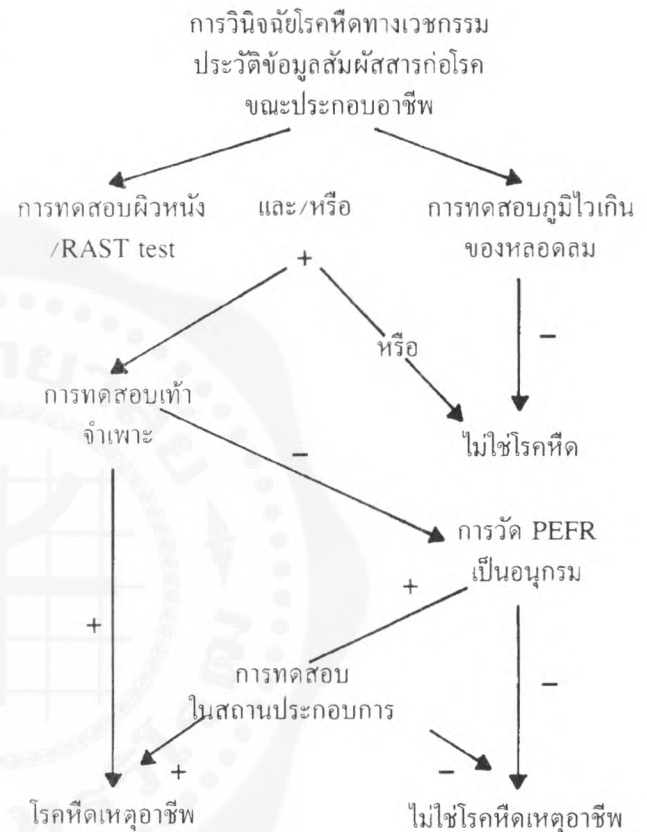 การวินิจฉัยโรคหืดทางเวชกรรม
ประวัติข้อมูลสัมผัสสารก่อโรค
ขณะประกอบอาชีพ
การทดสอบผิวหนัง
/RAST test
และ/หรือ
+
การทดสอบภูมิไวเกิน
ของหลอดลม
–
หรือ
การทดสอบเท้า
จำเพาะ
–
ไม่ใช่โรคหืด
การวัด PEFR
เป็นอนุกรม
+
+
การทดสอบ
ในสถานประกอบการ
–
+
–
โรคหืดเหตุอาชีพ
ไม่ใช่โรคหืดเหตุอาชีพ